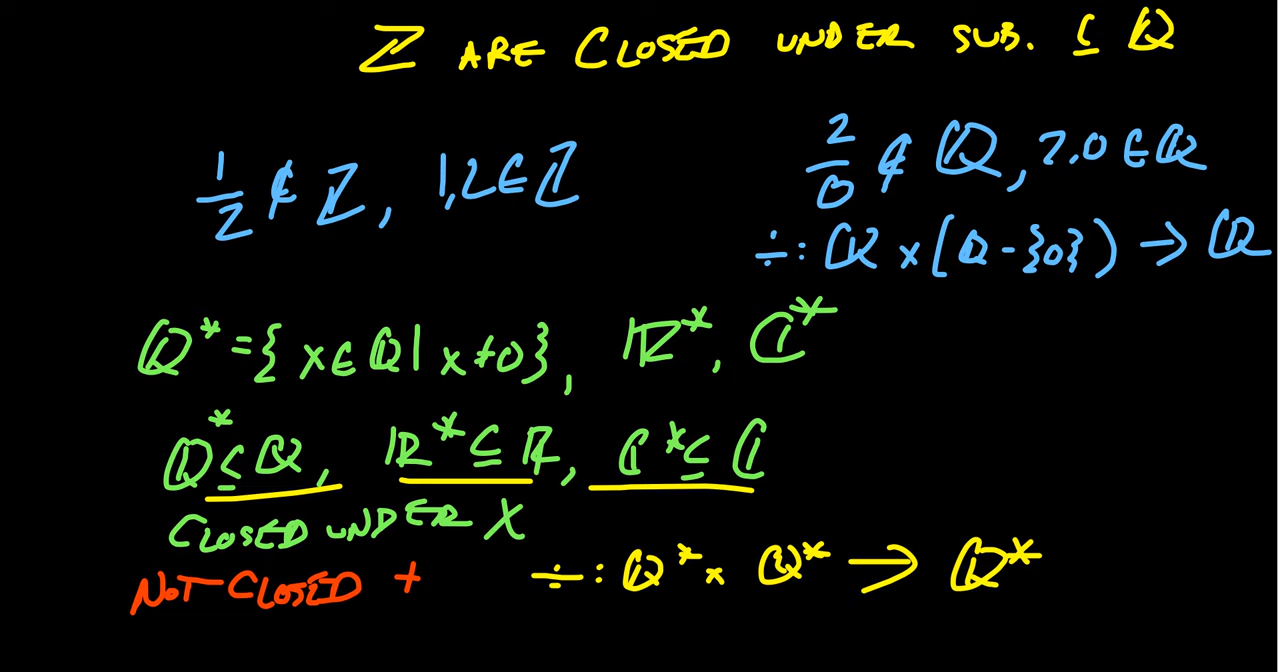 ℤ ARE CLOSED UNDER SUB. ⊆ ℚ
1/2 ∉ ℤ, 1,2 ∈ ℤ
2/0 ∉ ℚ, 2,0 ∈ ℚ
÷: ℚ × (ℚ - {0}) → ℚ
ℚ* = { x ∈ ℚ | x ≠ 0 }, ℝ*, ℂ*
ℚ* ⊆ ℚ, ℝ* ⊆ ℝ, ℂ* ⊆ ℂ
CLOSED UNDER X
NOT CLOSED +
÷: ℚ* × ℚ* → ℚ*